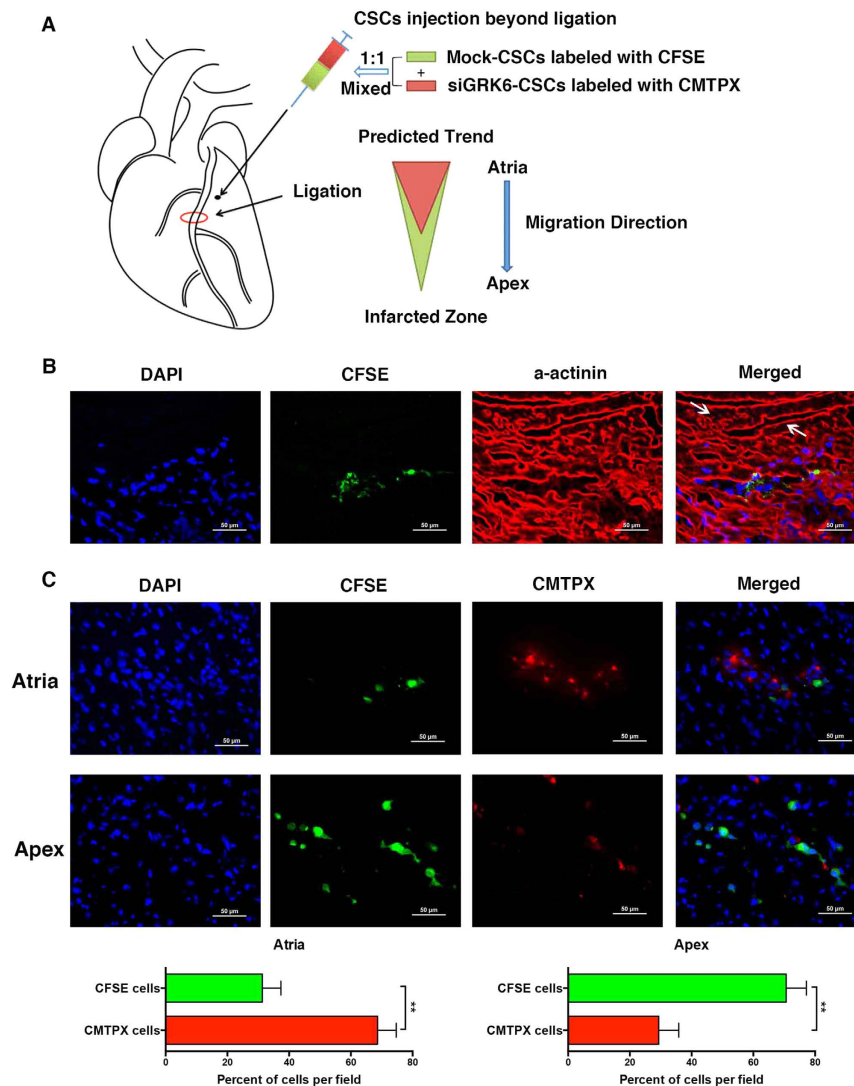 A
CSCs injection beyond ligation
1:1
Mixed
Mock-CSCs labeled with CFSE
+
siGRK6-CSCs labeled with CMTPX
Predicted Trend
Atria
Ligation
Migration Direction
Apex
Infarcted Zone
B
DAPI CFSE a-actinin Merged
50 µm 50 µm 50 µm 50 µm
C
DAPI CFSE CMTPX Merged
Atria
50 µm 50 µm 50 µm 50 µm
Apex
50 µm 50 µm 50 µm 50 µm
Atria
CFSE cells
**
CMTPX cells
0 20 40 60 80
Percent of cells per field
Apex
CFSE cells
**
CMTPX cells
0 20 40 60 80
Percent of cells per field